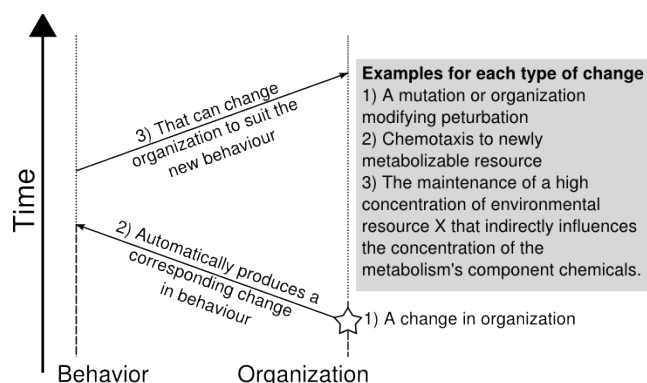 Time
3) That can change
organization to suit the
new behaviour
2) Automatically produces a
corresponding change
in behaviour
Examples for each type of change
1) A mutation or organization
modifying peturbation
2) Chemotaxis to newly
metabolizable resource
3) The maintenance of a high
concentration of environmental
resource X that indirectly influences
the concentration of the
metabolism's component chemicals.
1) A change in organization
Behavior
Organization